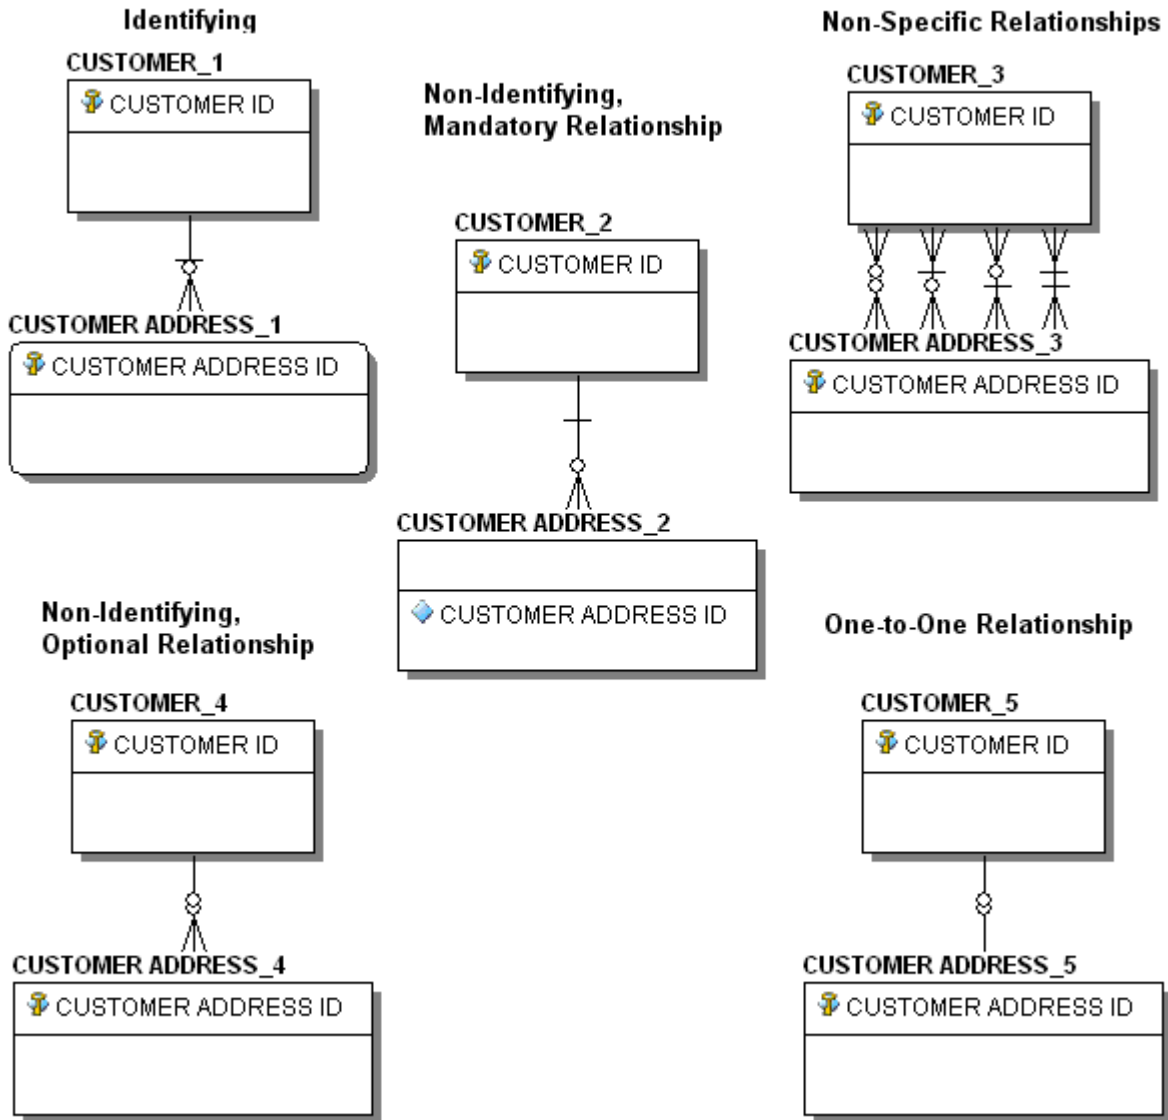 Identifying
CUSTOMER_1
CUSTOMER ID
CUSTOMER ADDRESS_1
CUSTOMER ADDRESS ID
Non-Identifying,
Mandatory Relationship
CUSTOMER_2
CUSTOMER ID
CUSTOMER ADDRESS_2
CUSTOMER ADDRESS ID
Non-Specific Relationships
CUSTOMER_3
CUSTOMER ID
CUSTOMER ADDRESS_3
CUSTOMER ADDRESS ID
Non-Identifying,
Optional Relationship
CUSTOMER_4
CUSTOMER ID
CUSTOMER ADDRESS_4
CUSTOMER ADDRESS ID
One-to-One Relationship
CUSTOMER_5
CUSTOMER ID
CUSTOMER ADDRESS_5
CUSTOMER ADDRESS ID